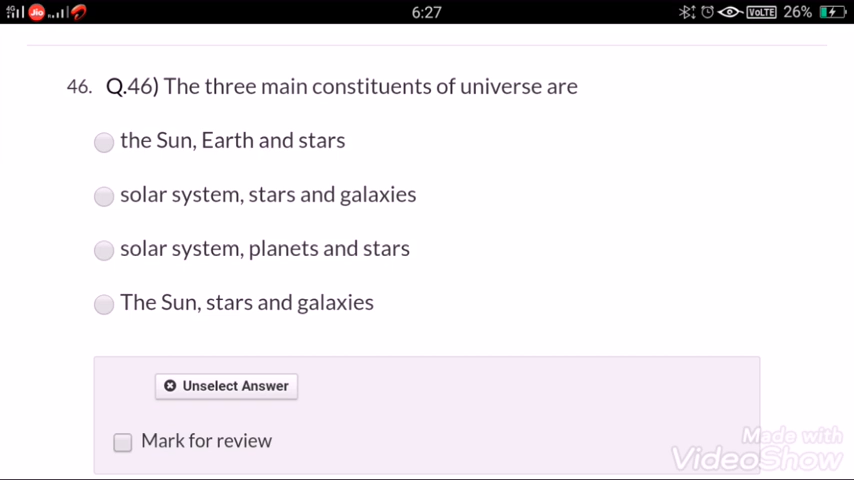 4G Jio 6:27 VoLTE 26%
46. Q.46) The three main constituents of universe are
the Sun, Earth and stars
solar system, stars and galaxies
solar system, planets and stars
The Sun, stars and galaxies
Unselect Answer
Mark for review
Made with
VideoShow